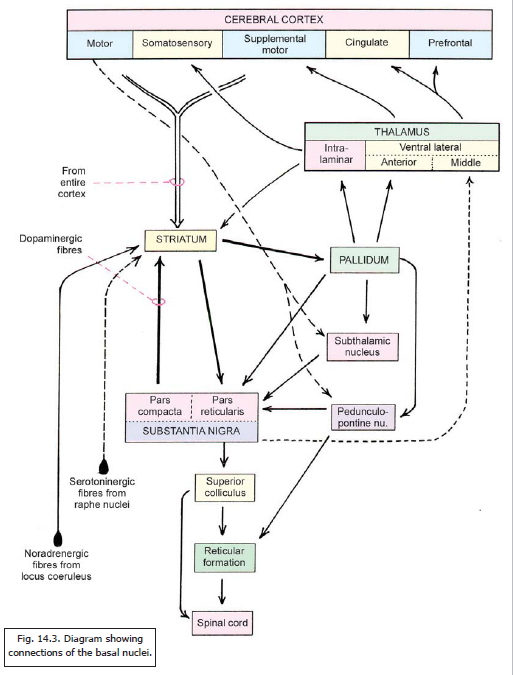 CEREBRAL CORTEX
Motor
Somatosensory
Supplemental
motor
Cingulate
Prefrontal
THALAMUS
Intra-
laminar
Ventral lateral
Anterior
Middle
From
entire
cortex
Dopaminergic
fibres
STRIATUM
PALLIDUM
Subthalamic
nucleus
Pars
compacta
Pars
reticularis
SUBSTANTIA NIGRA
Pedunculo-
pontine nu.
Serotoninergic
fibres from
raphe nuclei
Superior
colliculus
Noradrenergic
fibres from
locus coeruleus
Reticular
formation
Spinal cord
Fig. 14.3. Diagram showing
connections of the basal nuclei.